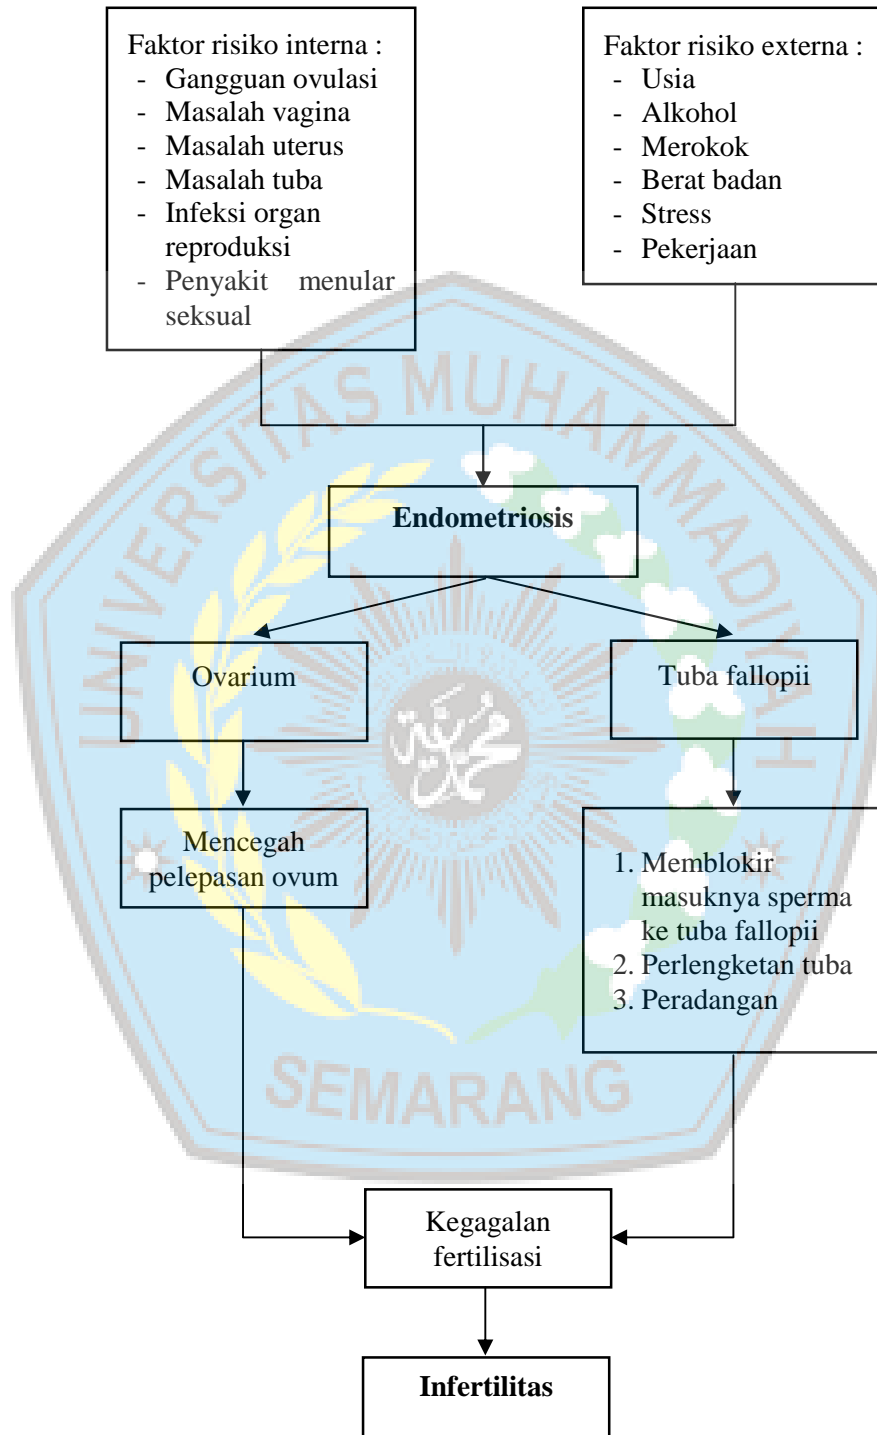 Faktor risiko interna :
- Gangguan ovulasi
- Masalah vagina
- Masalah uterus
- Masalah tuba
- Infeksi organ
reproduksi
- Penyakit menular
seksual
Faktor risiko externa :
- Usia
- Alkohol
- Merokok
- Berat badan
- Stress
- Pekerjaan
UNIVERSITAS MUHAMMADIYAH
Endometriosis
Ovarium
Tuba fallopii
Mencegah
pelepasan ovum
1. Memblokir
masuknya sperma
ke tuba fallopii
2. Perlengketan tuba
3. Peradangan
SEMARANG
Kegagalan
fertilisasi
Infertilitas